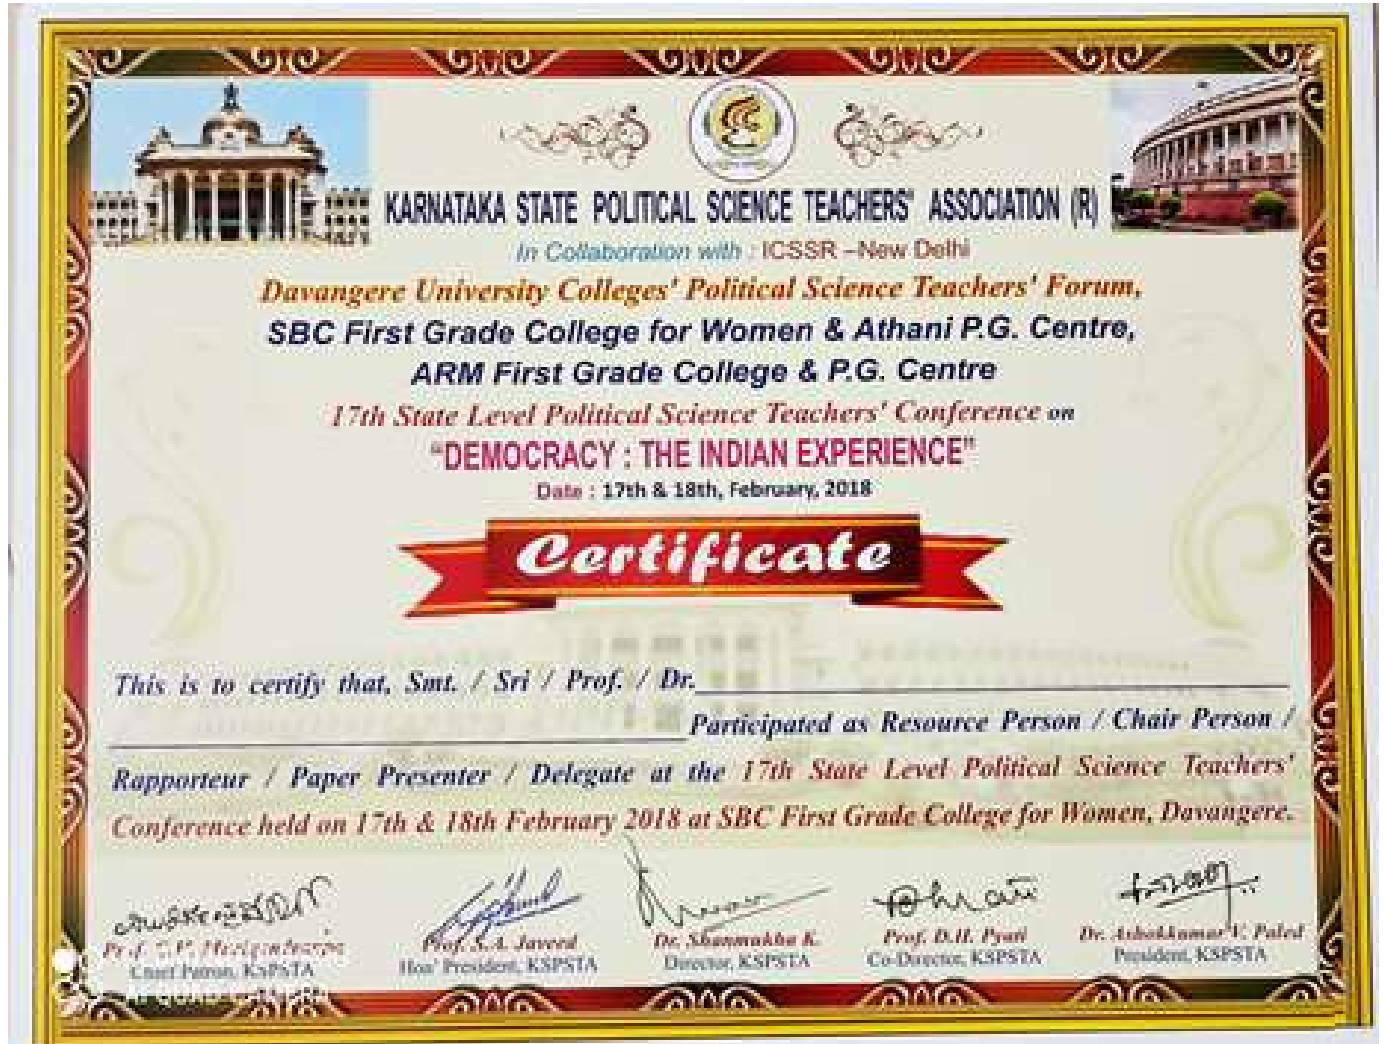 KARNATAKA STATE POLITICAL SCIENCE TEACHERS' ASSOCIATION (R)
In Collaboration with : ICSSR –New Delhi
Davangere University Colleges' Political Science Teachers' Forum,
SBC First Grade College for Women & Athani P.G. Centre,
ARM First Grade College & P.G. Centre
17th State Level Political Science Teachers' Conference on
“DEMOCRACY : THE INDIAN EXPERIENCE”
Date : 17th & 18th, February, 2018
Certificate
This is to certify that, Smt. / Sri / Prof. / Dr.
Participated as Resource Person / Chair Person /
Rapporteur / Paper Presenter / Delegate at the 17th State Level Political Science Teachers'
Conference held on 17th & 18th February 2018 at SBC First Grade College for Women, Davangere.
Prof. Prof. S.A. Javeed Dr. Shanmukha K. Prof. D.H. Pyati Dr. Ashokkumar V. Paled
Chief Patron, KSPSTA Hon' President, KSPSTA Director, KSPSTA Co-Director, KSPSTA President, KSPSTA
AI QUAD CAMERA